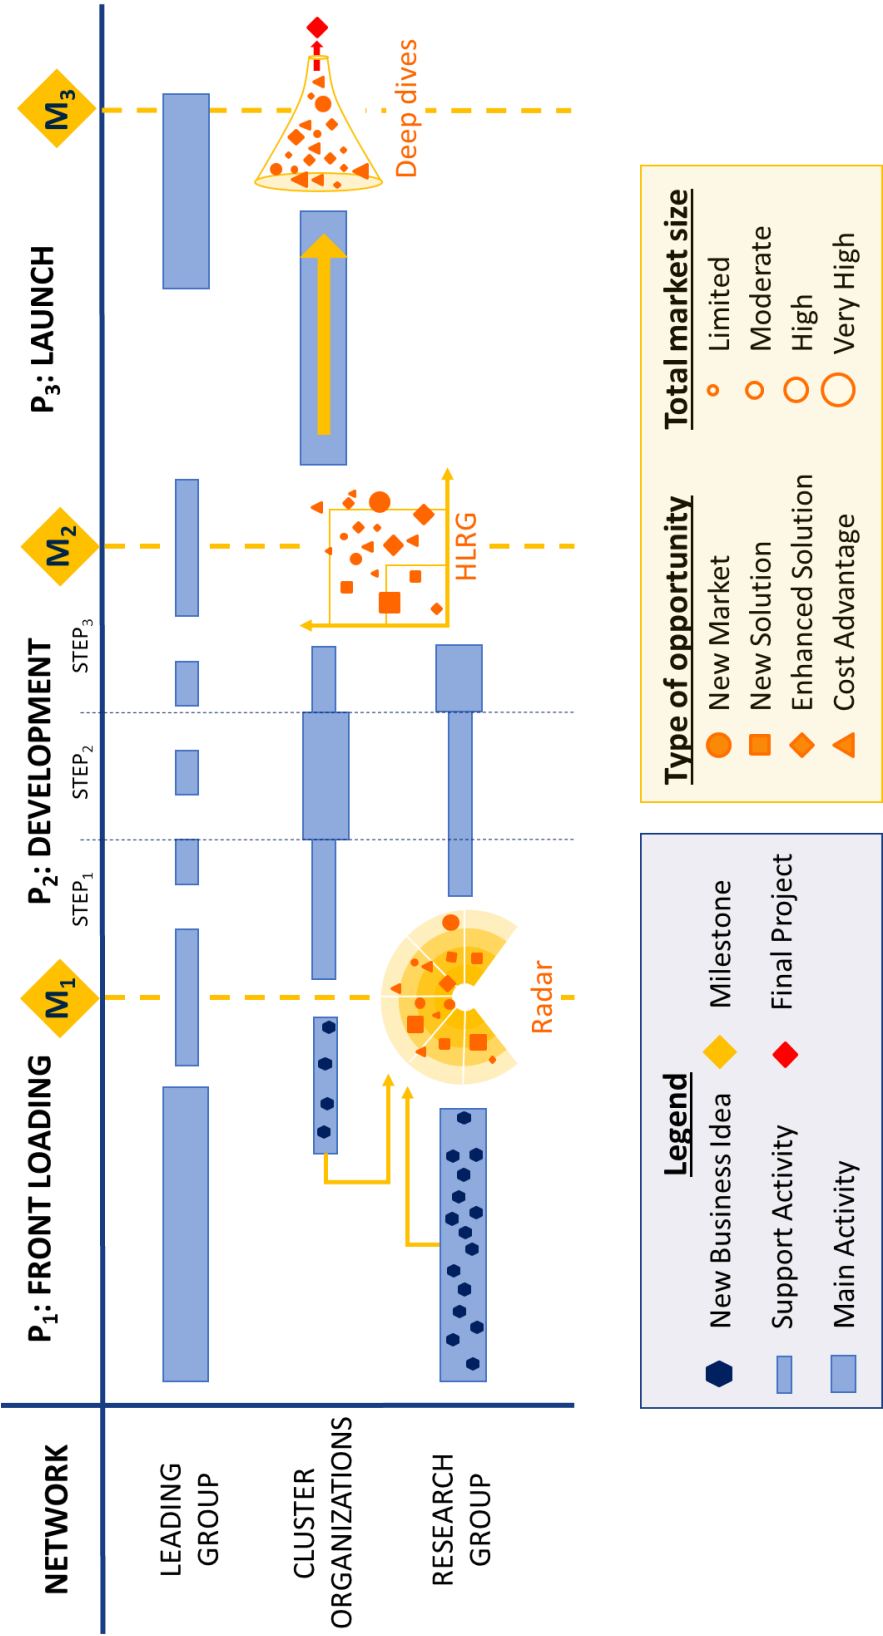 NETWORK
P1: FRONT LOADING
P2: DEVELOPMENT
P3: LAUNCH
M1
M2
M3
STEP1
STEP2
STEP3
LEADING
GROUP
CLUSTER
ORGANIZATIONS
RESEARCH
GROUP
Radar
HLRG
Deep dives
Legend
New Business Idea
Milestone
Support Activity
Final Project
Main Activity
Type of opportunity
Total market size
New Market
Limited
New Solution
Moderate
Enhanced Solution
High
Cost Advantage
Very High